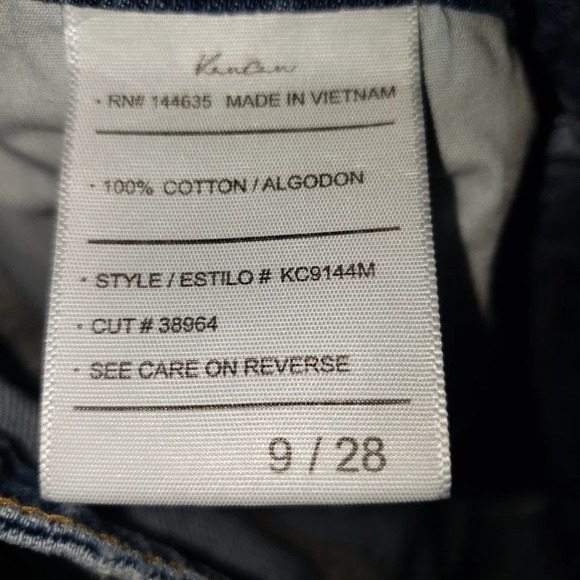 KanCan
· RN# 144635 MADE IN VIETNAM
· 100% COTTON / ALGODON
· STYLE / ESTILO # KC9144M
· CUT # 38964
· SEE CARE ON REVERSE
9 / 28